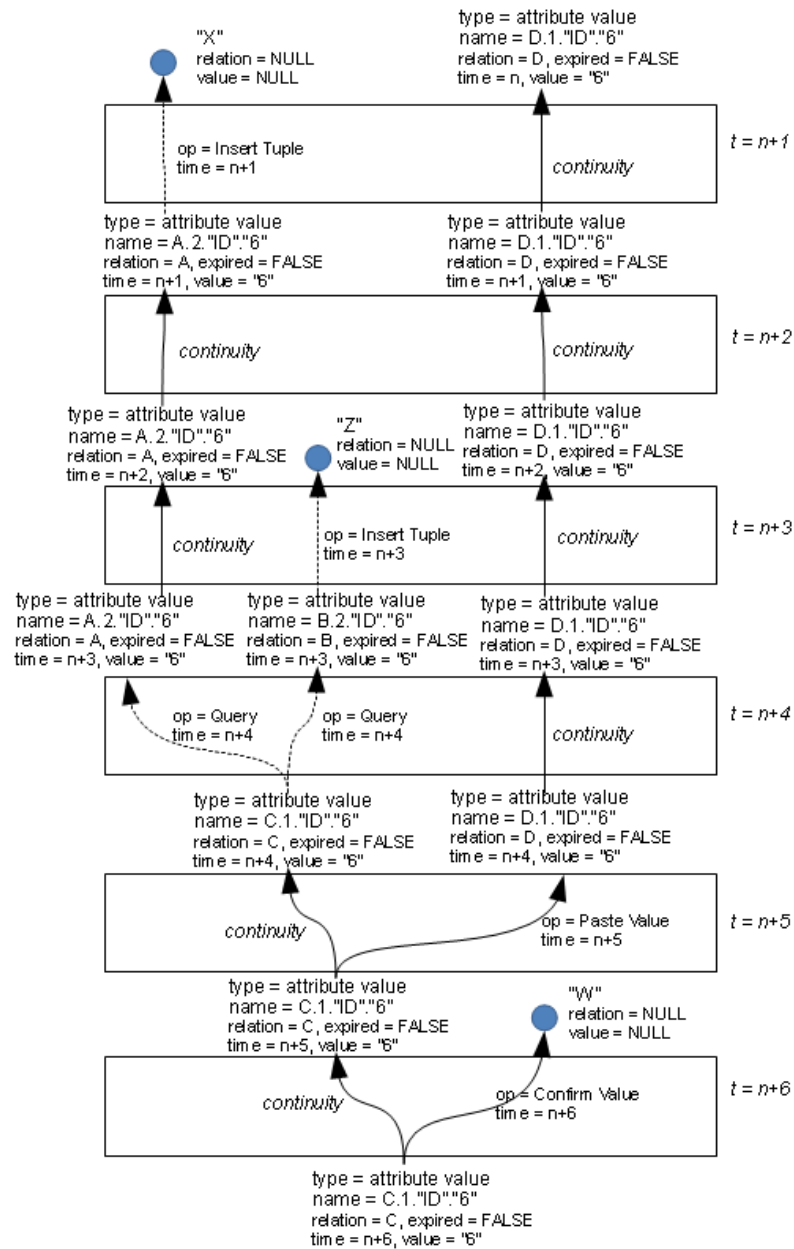 "X"
relation = NULL
value = NULL
type = attribute value
name = D.1."ID"."6"
relation = D, expired = FALSE
time = n, value = "6"
op = Insert Tuple
time = n+1
continuity
t = n+1
type = attribute value
name = A.2."ID"."6"
relation = A, expired = FALSE
time = n+1, value = "6"
type = attribute value
name = D.1."ID"."6"
relation = D, expired = FALSE
time = n+1, value = "6"
continuity
continuity
t = n+2
type = attribute value
name = A.2."ID"."6"
relation = A, expired = FALSE
time = n+2, value = "6"
"Z"
relation = NULL
value = NULL
type = attribute value
name = D.1."ID"."6"
relation = D, expired = FALSE
time = n+2, value = "6"
continuity
op = Insert Tuple
time = n+3
continuity
t = n+3
type = attribute value
name = A.2."ID"."6"
relation = A, expired = FALSE
time = n+3, value = "6"
type = attribute value
name = B.2."ID"."6"
relation = B, expired = FALSE
time = n+3, value = "6"
type = attribute value
name = D.1."ID"."6"
relation = D, expired = FALSE
time = n+3, value = "6"
op = Query
time = n+4
op = Query
time = n+4
continuity
t = n+4
type = attribute value
name = C.1."ID"."6"
relation = C, expired = FALSE
time = n+4, value = "6"
type = attribute value
name = D.1."ID"."6"
relation = D, expired = FALSE
time = n+4, value = "6"
continuity
op = Paste Value
time = n+5
t = n+5
type = attribute value
name = C.1."ID"."6"
relation = C, expired = FALSE
time = n+5, value = "6"
"W"
relation = NULL
value = NULL
continuity
op = Confirm Value
time = n+6
t = n+6
type = attribute value
name = C.1."ID"."6"
relation = C, expired = FALSE
time = n+6, value = "6"